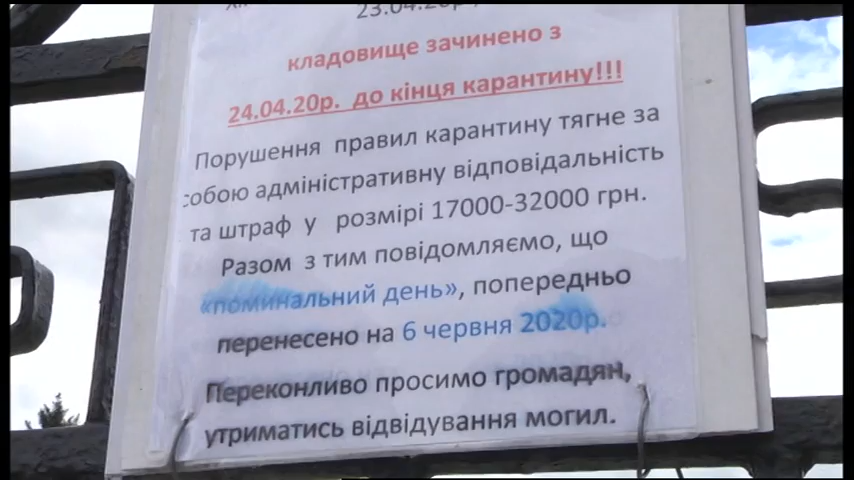 23.04.20р
кладовище зачинено з
24.04.20р. до кінця карантину!!!
Порушення правил карантину тягне за
собою адміністративну відповідальність
та штраф у розмірі 17000-32000 грн.
Разом з тим повідомляємо, що
«поминальний день», попередньо
перенесено на 6 червня 2020р.
Переконливо просимо громадян,
утриматись відвідування могил.